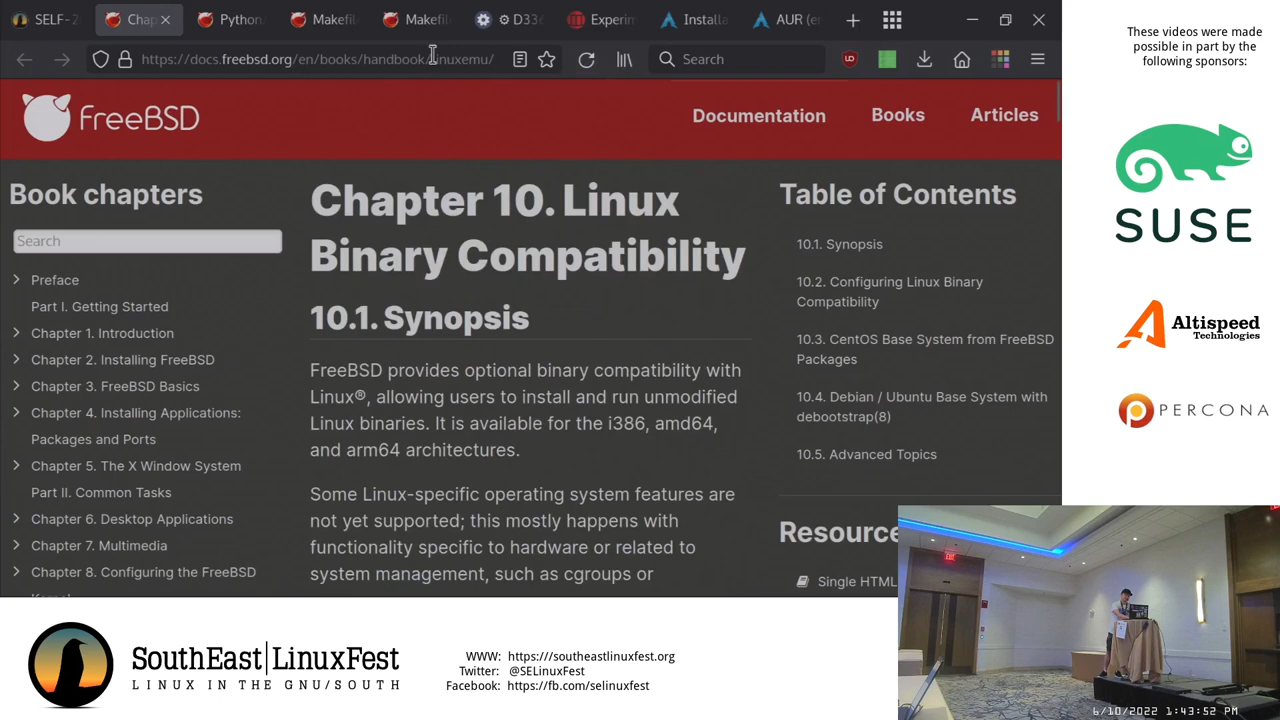 SELF-2
Chap
Python
Makefil
Makefil
D336
Experim
Installa
AUR (en
https://docs.freebsd.org/en/books/handbook/linuxemu/
Search
FreeBSD
Documentation
Books
Articles
Book chapters
Search
Preface
Part I. Getting Started
Chapter 1. Introduction
Chapter 2. Installing FreeBSD
Chapter 3. FreeBSD Basics
Chapter 4. Installing Applications:
Packages and Ports
Chapter 5. The X Window System
Part II. Common Tasks
Chapter 6. Desktop Applications
Chapter 7. Multimedia
Chapter 8. Configuring the FreeBSD
Kernel
Chapter 10. Linux
Binary Compatibility
10.1. Synopsis
FreeBSD provides optional binary compatibility with
Linux®, allowing users to install and run unmodified
Linux binaries. It is available for the i386, amd64,
and arm64 architectures.
Some Linux-specific operating system features are
not yet supported; this mostly happens with
functionality specific to hardware or related to
system management, such as cgroups or
Table of Contents
10.1. Synopsis
10.2. Configuring Linux Binary
Compatibility
10.3. CentOS Base System from FreeBSD
Packages
10.4. Debian / Ubuntu Base System with
debootstrap(8)
10.5. Advanced Topics
Resource
Single HTML
These videos were made
possible in part by the
following sponsors:
SUSE
Altispeed
Technologies
PERCONA
EXIT
6/10/2022 1:43:52 PM
SouthEast|LinuxFest
LINUX IN THE GNU/SOUTH
WWW: https:///southeastlinuxfest.org
Twitter: @SELinuxFest
Facebook: https://fb.com/selinuxfest